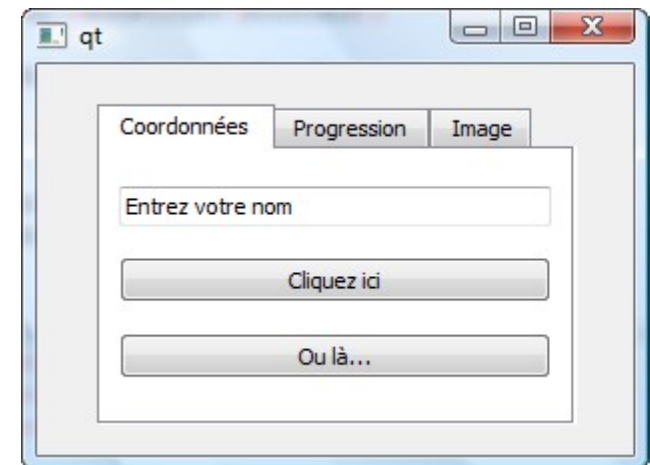 qt
Coordonnées Progression Image
Entrez votre nom
Cliquez ici
Ou là...